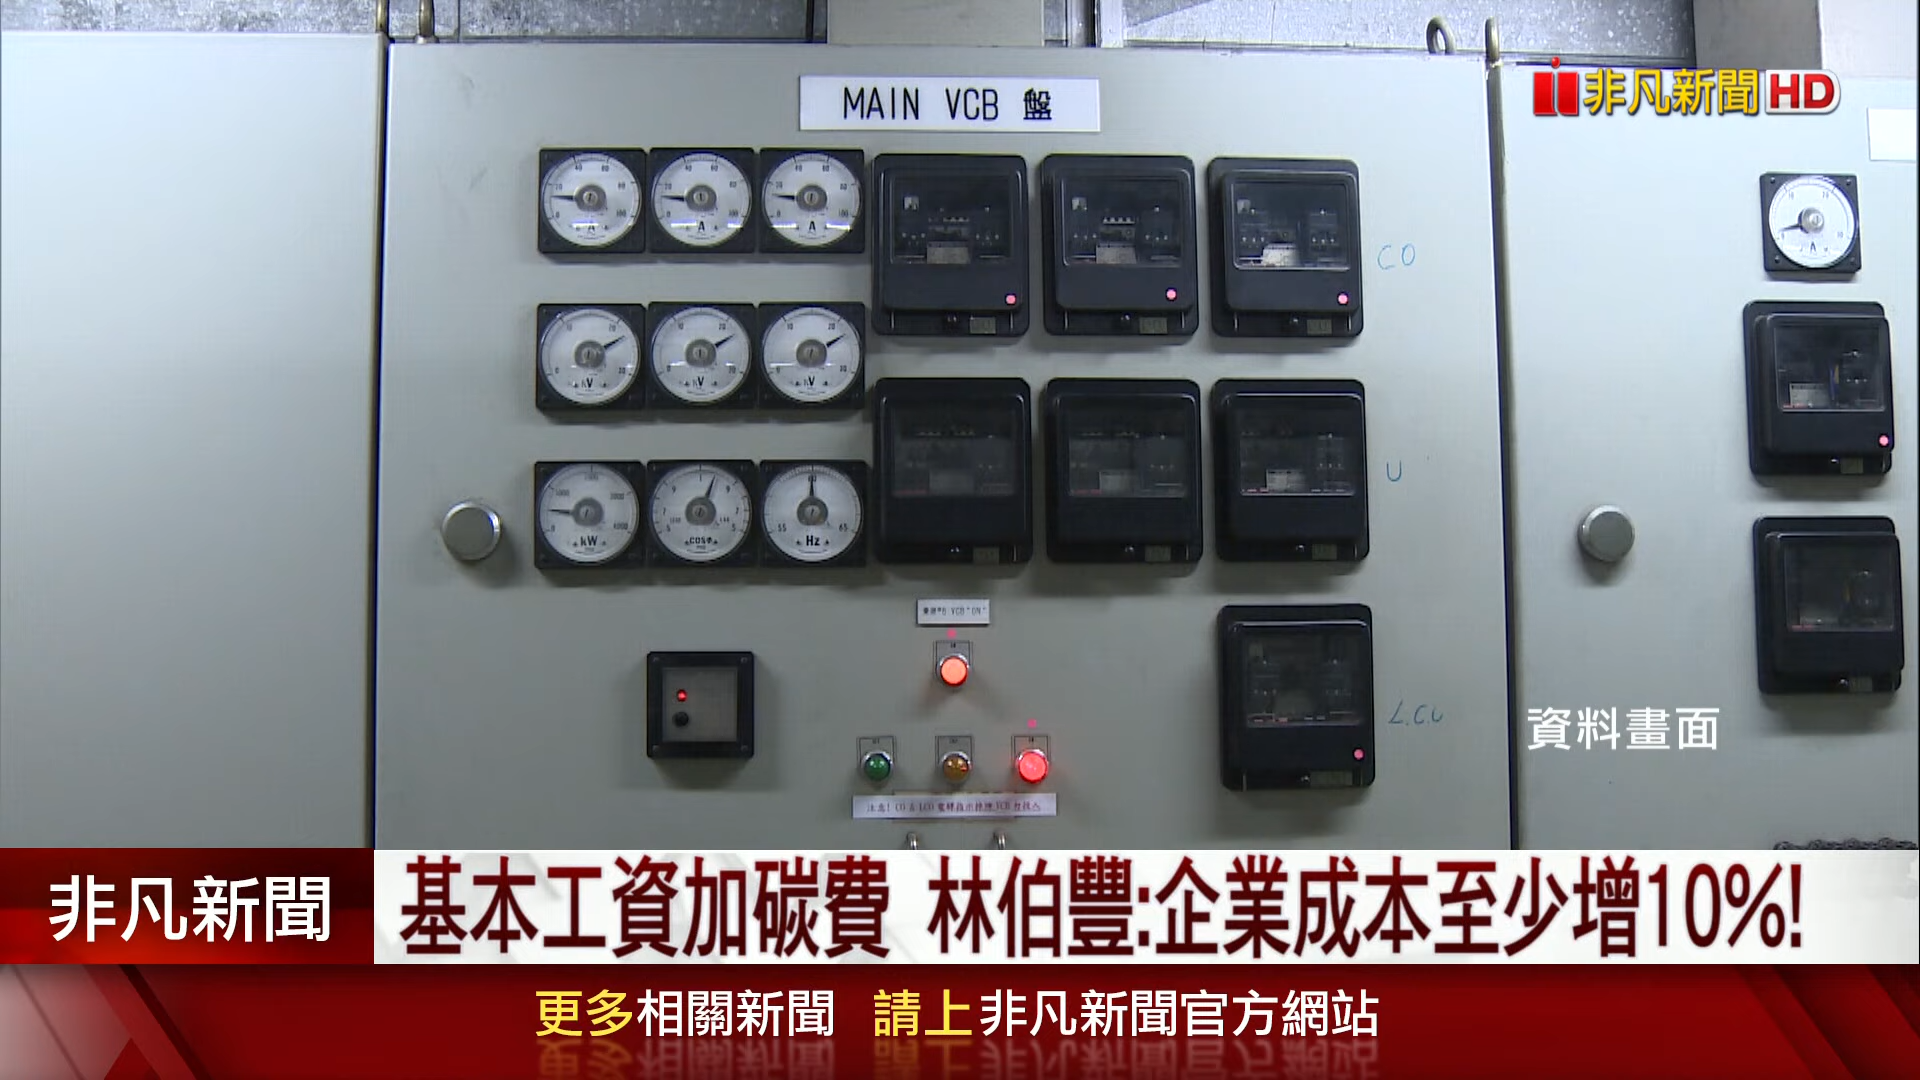 MAIN VCB 盤
非凡新聞HD
CO
U
L.C.U
資料畫面
非凡新聞
基本工資加碳費 林伯豐:企業成本至少增10%!
更多相關新聞 請上非凡新聞官方網站